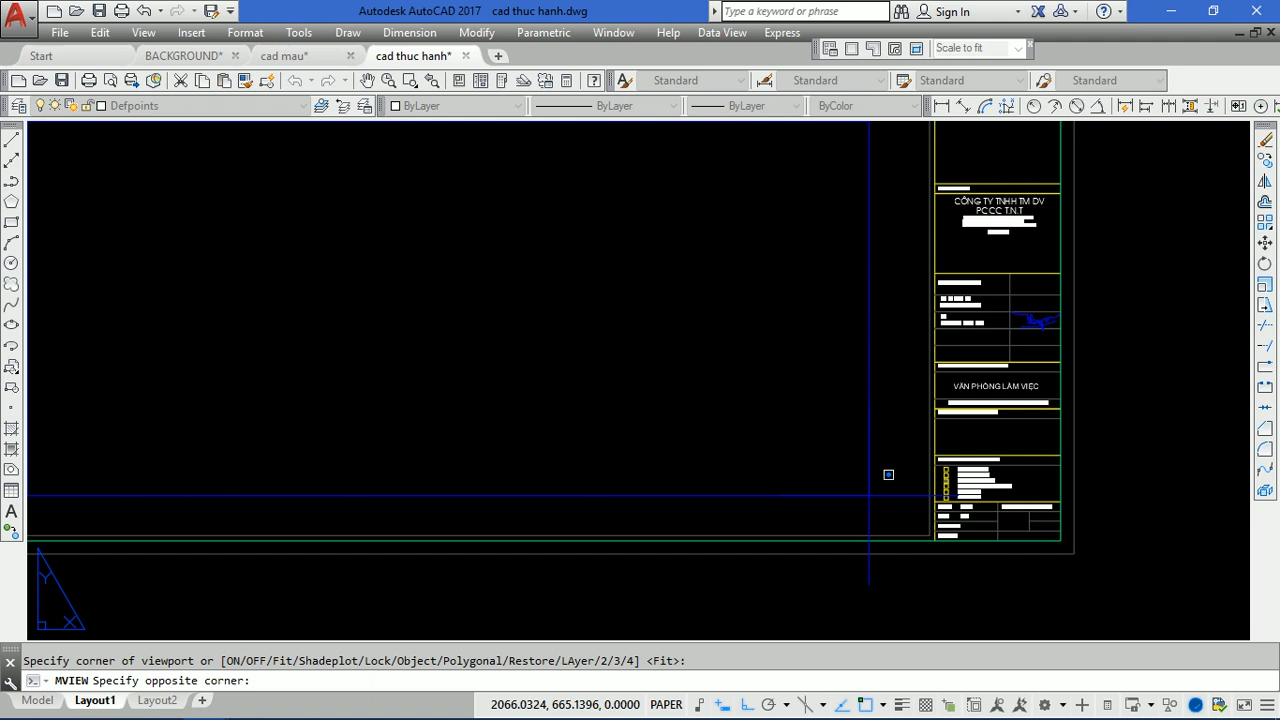 Autodesk AutoCAD 2017 cad thuc hanh.dwg
Type a keyword or phrase
Sign In
File Edit View Insert Format Tools Draw Dimension Modify Parametric Window Help Data View Express
Scale to fit
Start BACKGROUND* cad mau* cad thuc hanh*
Standard Standard Standard Standard
Defpoints ByLayer ByLayer ByLayer ByColor
CÔNG TY TNHH TM DV
PCCC T.N.T
VĂN PHÒNG LÀM VIỆC
Y
X
Specify corner of viewport or [ON/OFF/Fit/Shadeplot/Lock/Object/Polygonal/Restore/LAyer/2/3/4] <Fit>:
MVIEW Specify opposite corner:
Model Layout1 Layout2
2066.0324, 665.1396, 0.0000 PAPER